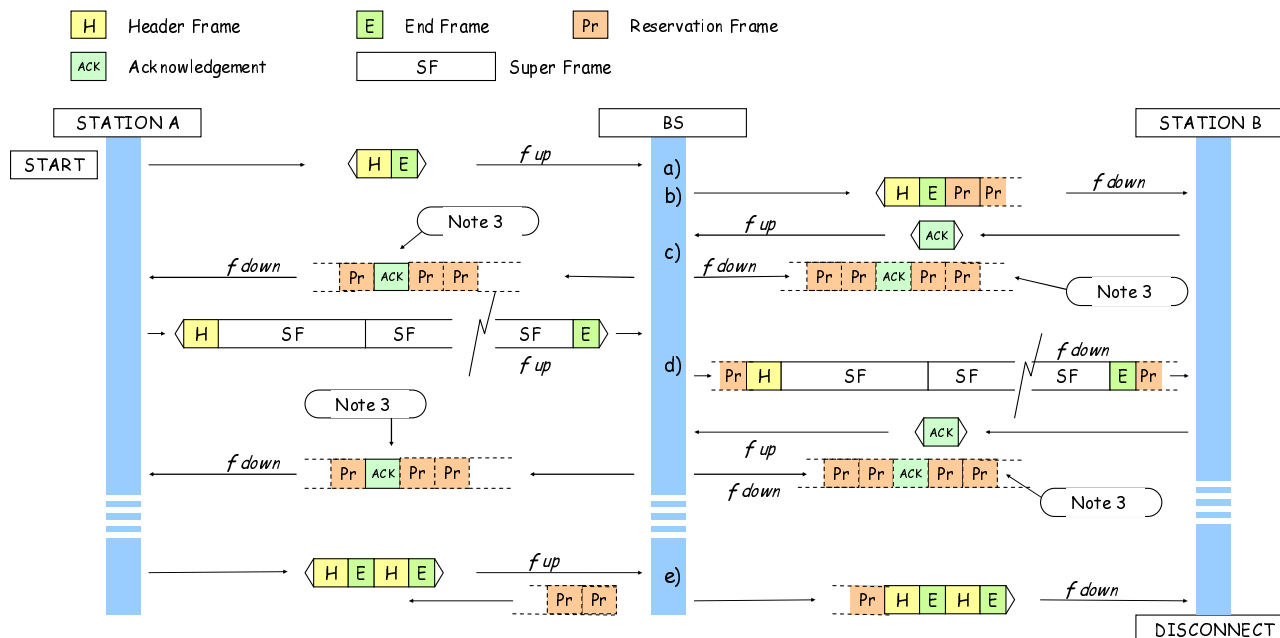 H Header Frame E End Frame Pr Reservation Frame
ACK Acknowledgement SF Super Frame
STATION A BS STATION B
START H E f up a)
b) H E Pr Pr f down
Note 3 f up ACK
c)
f down Pr ACK Pr Pr f down Pr Pr ACK Pr Pr
Note 3
H SF SF SF E
f up d) f down
Pr H SF SF SF E Pr
Note 3
ACK
f up
f down Pr ACK Pr Pr Pr Pr ACK Pr Pr
f down
Note 3
H E H E f up e)
Pr Pr Pr H E H E f down
DISCONNECT